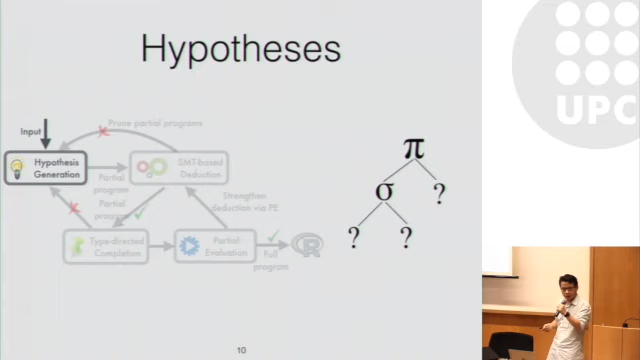 Hypotheses
Prune partial programs
Input
Hypothesis
Generation
Partial
program
SMT-based
Deduction
Partial
program
Strengthen
deduction via PE
Type-directed
Completion
Partial
Evaluation
Full
program
R
π
σ
?
?
?
10
UPC